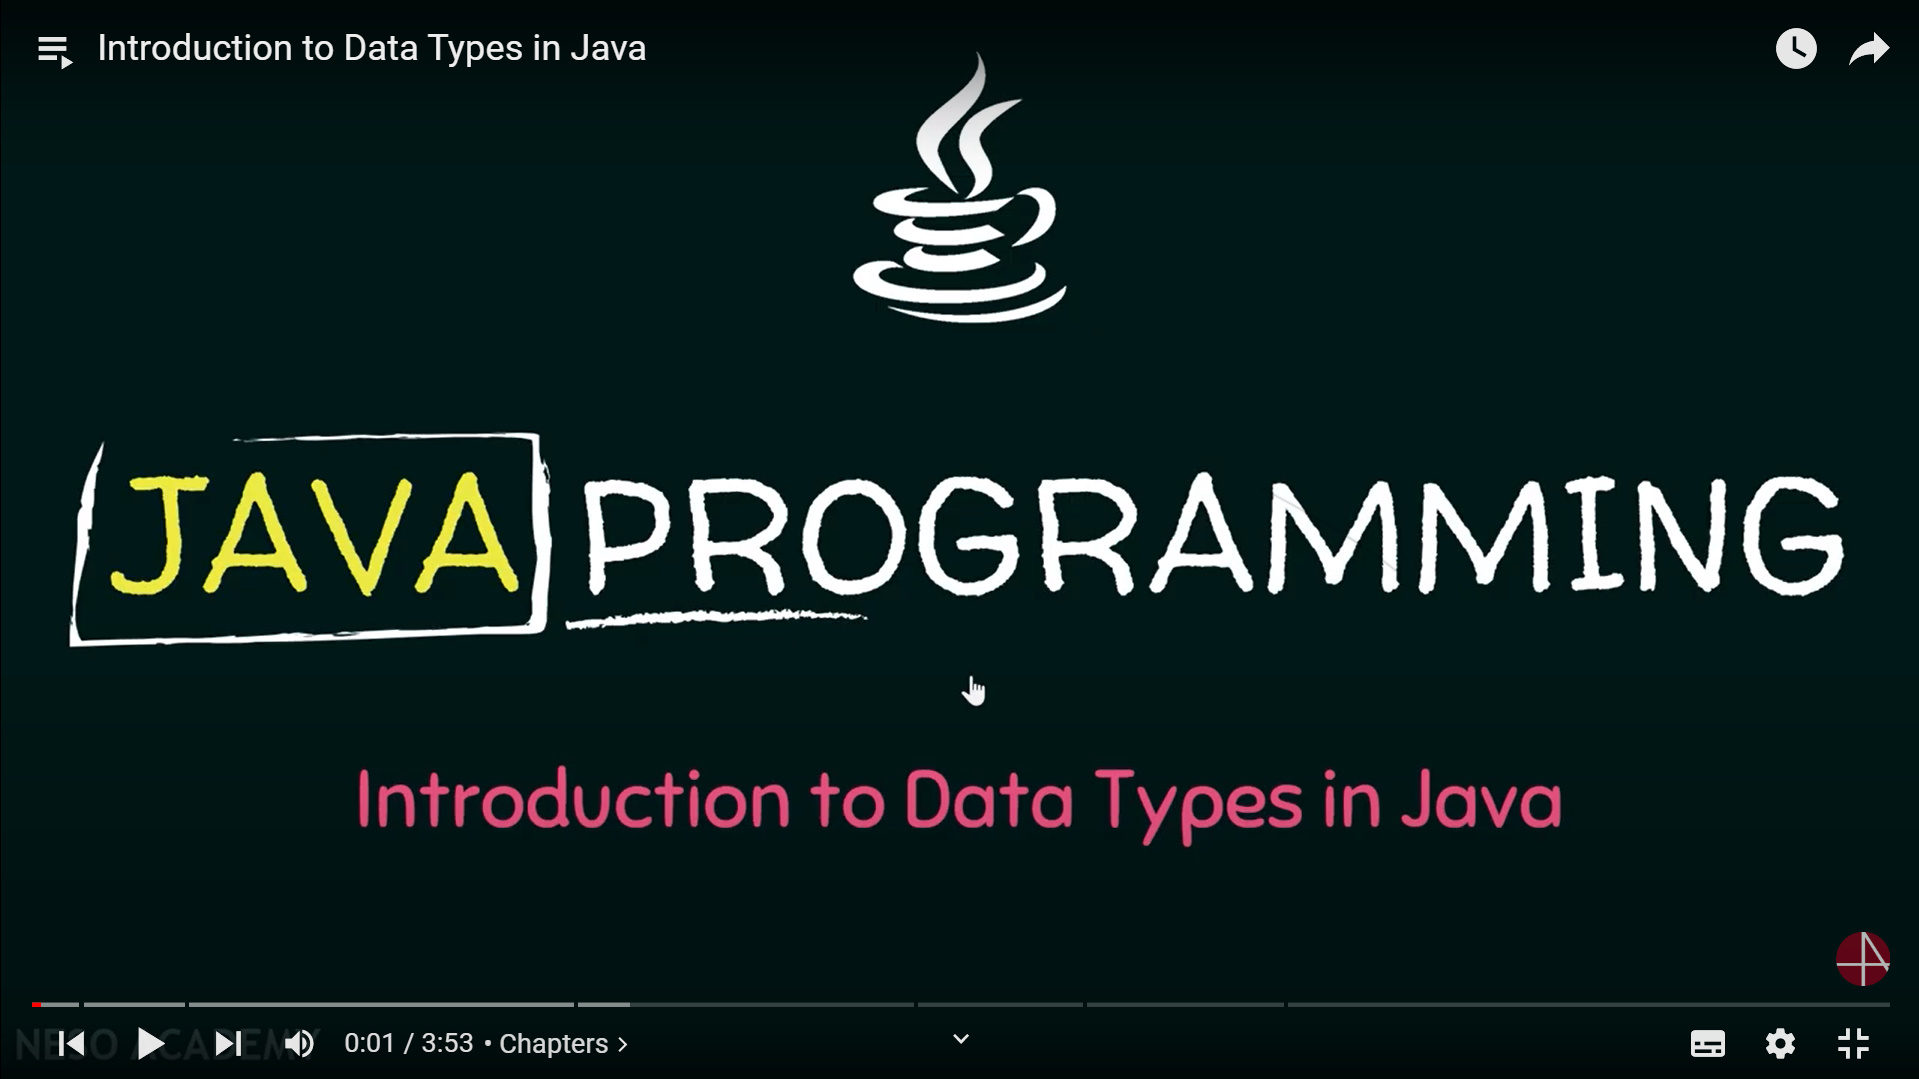 Introduction to Data Types in Java
JAVA PROGRAMMING
Introduction to Data Types in Java
NESO ACADEMY
0:01 / 3:53 • Chapters >